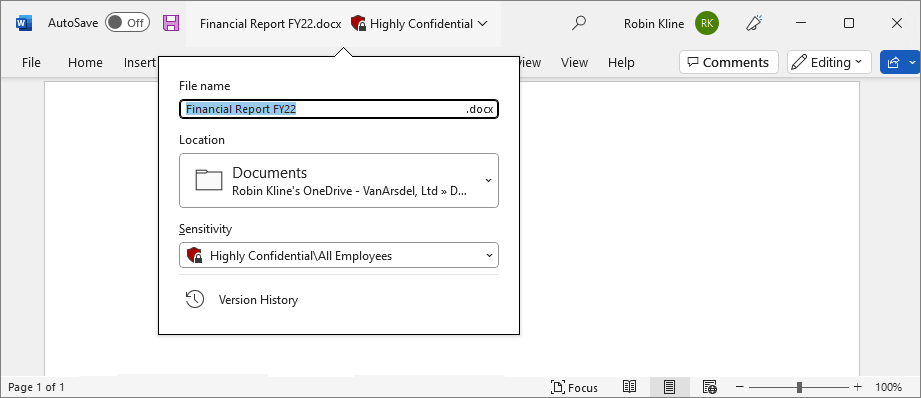 W AutoSave Off Financial Report FY22.docx Highly Confidential Robin Kline RK
File Home Insert view View Help Comments Editing
File name
Financial Report FY22 .docx
Location
Documents
Robin Kline's OneDrive - VanArsdel, Ltd » D...
Sensitivity
Highly Confidential\All Employees
Version History
Page 1 of 1 Focus 100%